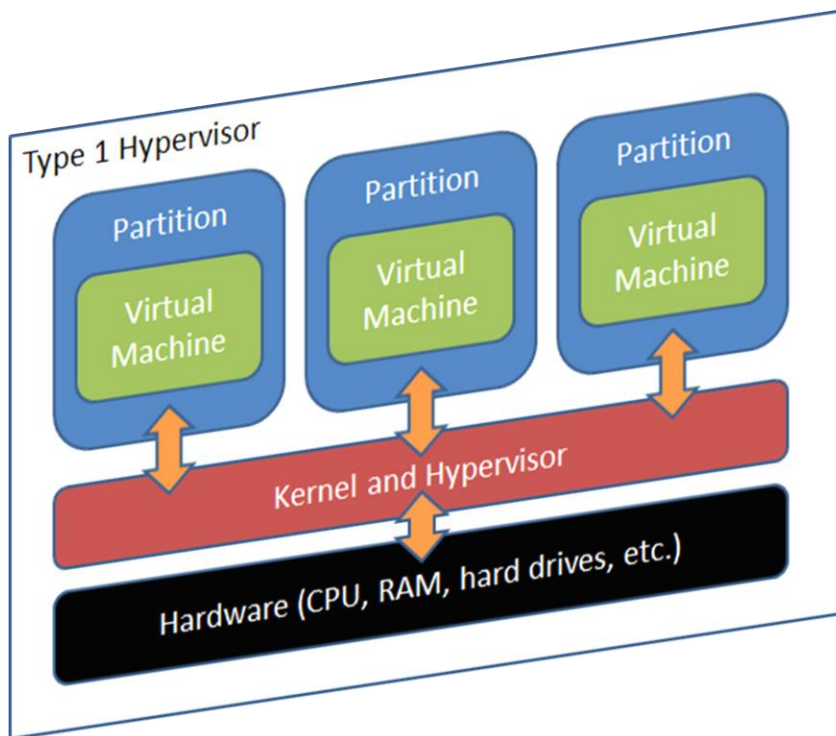 Type 1 Hypervisor
Partition
Virtual
Machine
Partition
Virtual
Machine
Partition
Virtual
Machine
Kernel and Hypervisor
Hardware (CPU, RAM, hard drives, etc.)